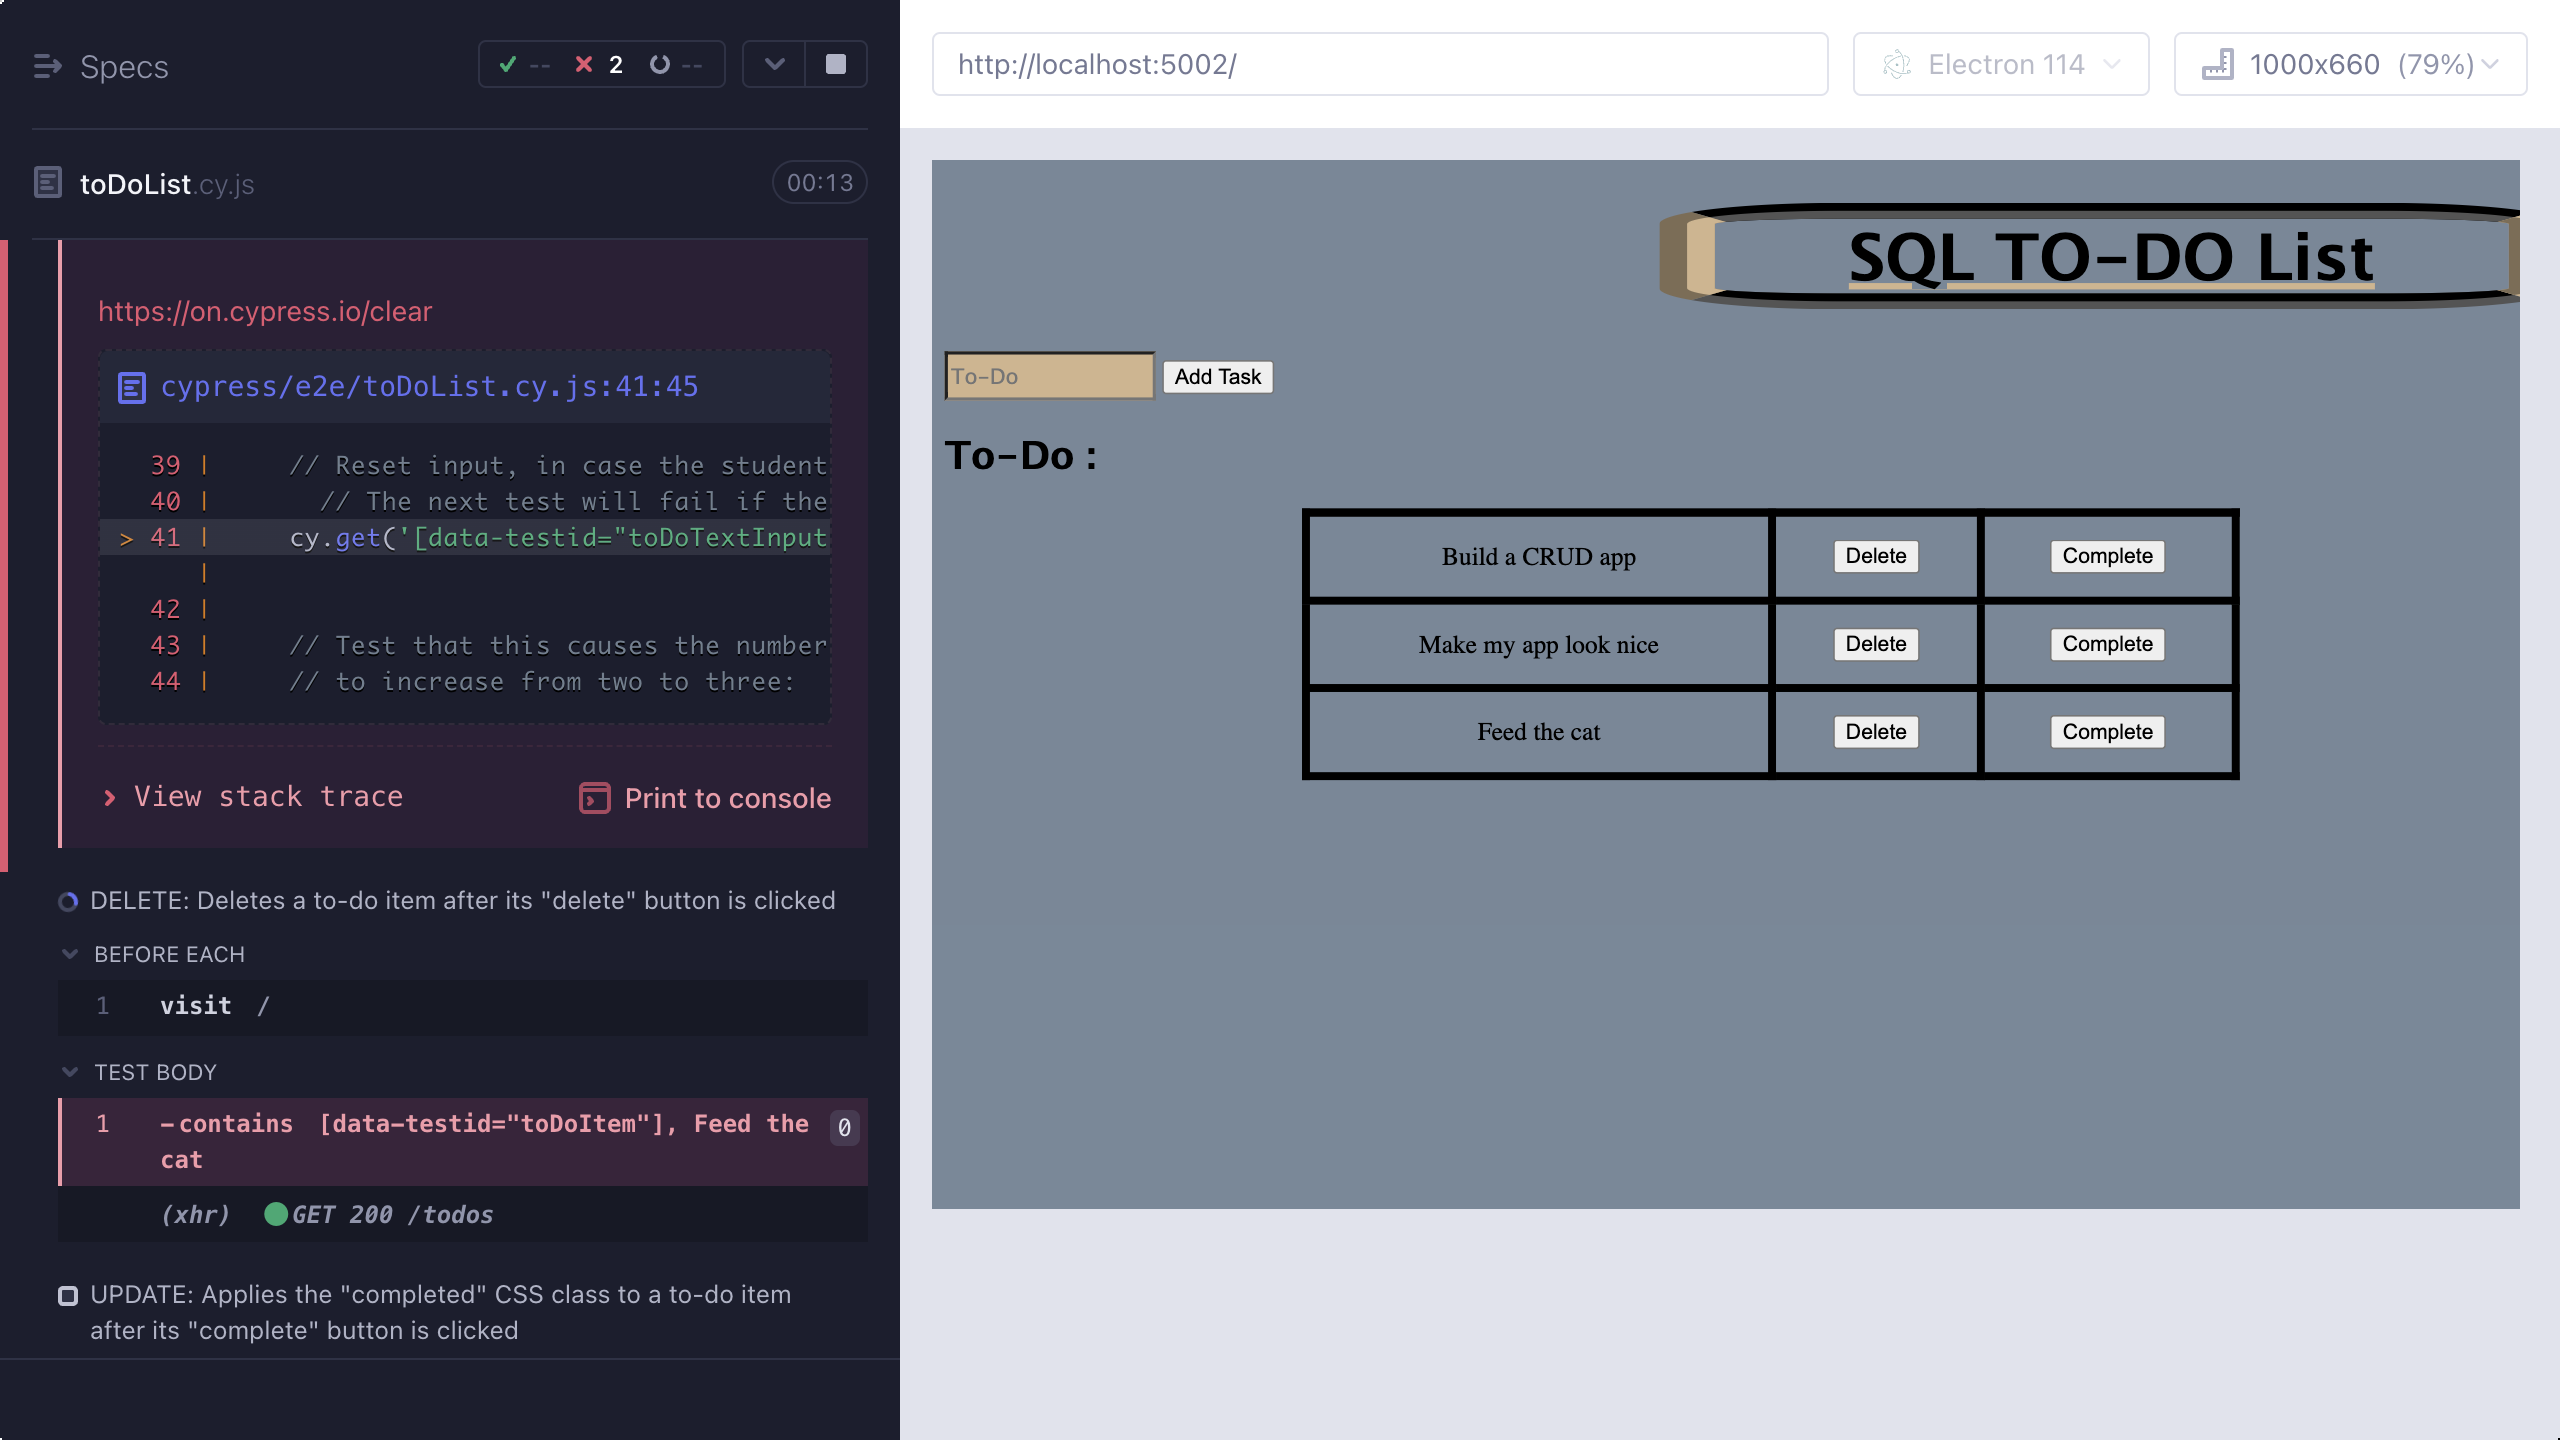 Specs
-- 2 --
toDoList.cy.js 00:13
https://on.cypress.io/clear
cypress/e2e/toDoList.cy.js:41:45
39 | // Reset input, in case the student
40 | // The next test will fail if the
> 41 | cy.get('[data-testid="toDoTextInput
|
42 |
43 | // Test that this causes the number
44 | // to increase from two to three:
View stack trace Print to console
DELETE: Deletes a to-do item after its "delete" button is clicked
BEFORE EACH
1 visit /
TEST BODY
1 -contains [data-testid="toDoItem"], Feed the 0
cat
(xhr) GET 200 /todos
UPDATE: Applies the "completed" CSS class to a to-do item
after its "complete" button is clicked
http://localhost:5002/ Electron 114 1000x660 (79%)
SQL TO-DO List
To-Do Add Task
To-Do :
Build a CRUD app Delete Complete
Make my app look nice Delete Complete
Feed the cat Delete Complete